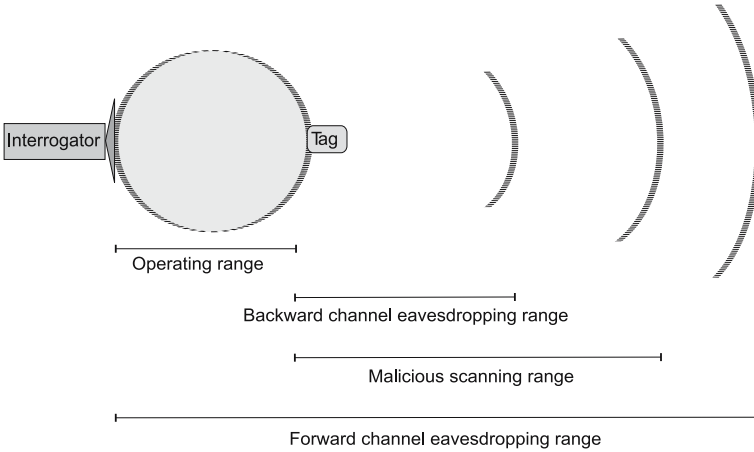 Interrogator
Tag
Operating range
Backward channel eavesdropping range
Malicious scanning range
Forward channel eavesdropping range